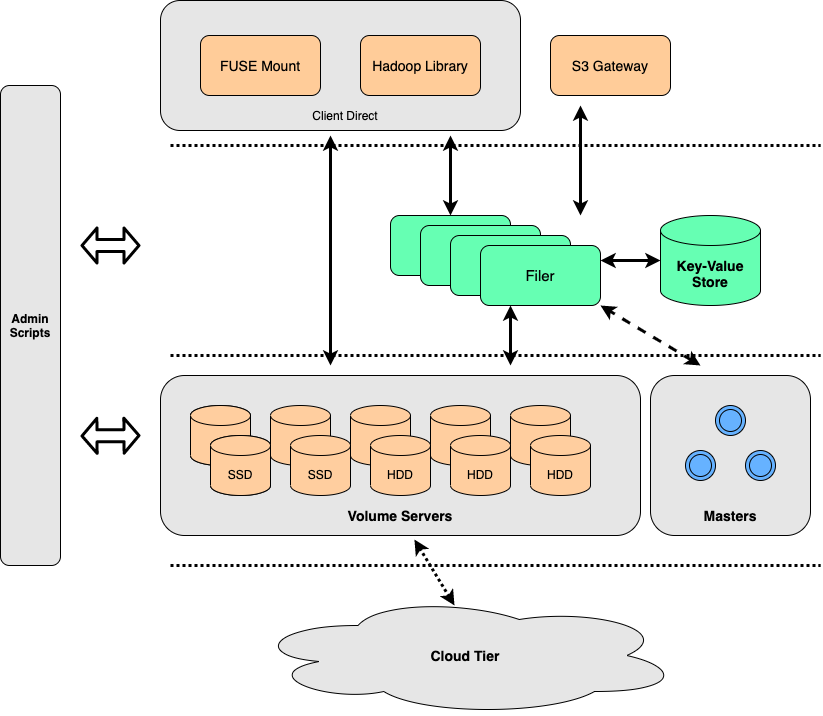 FUSE Mount
Hadoop Library
S3 Gateway
Client Direct
Admin
Scripts
Filer
Key-Value
Store
SSD
SSD
HDD
HDD
HDD
Volume Servers
Masters
Cloud Tier